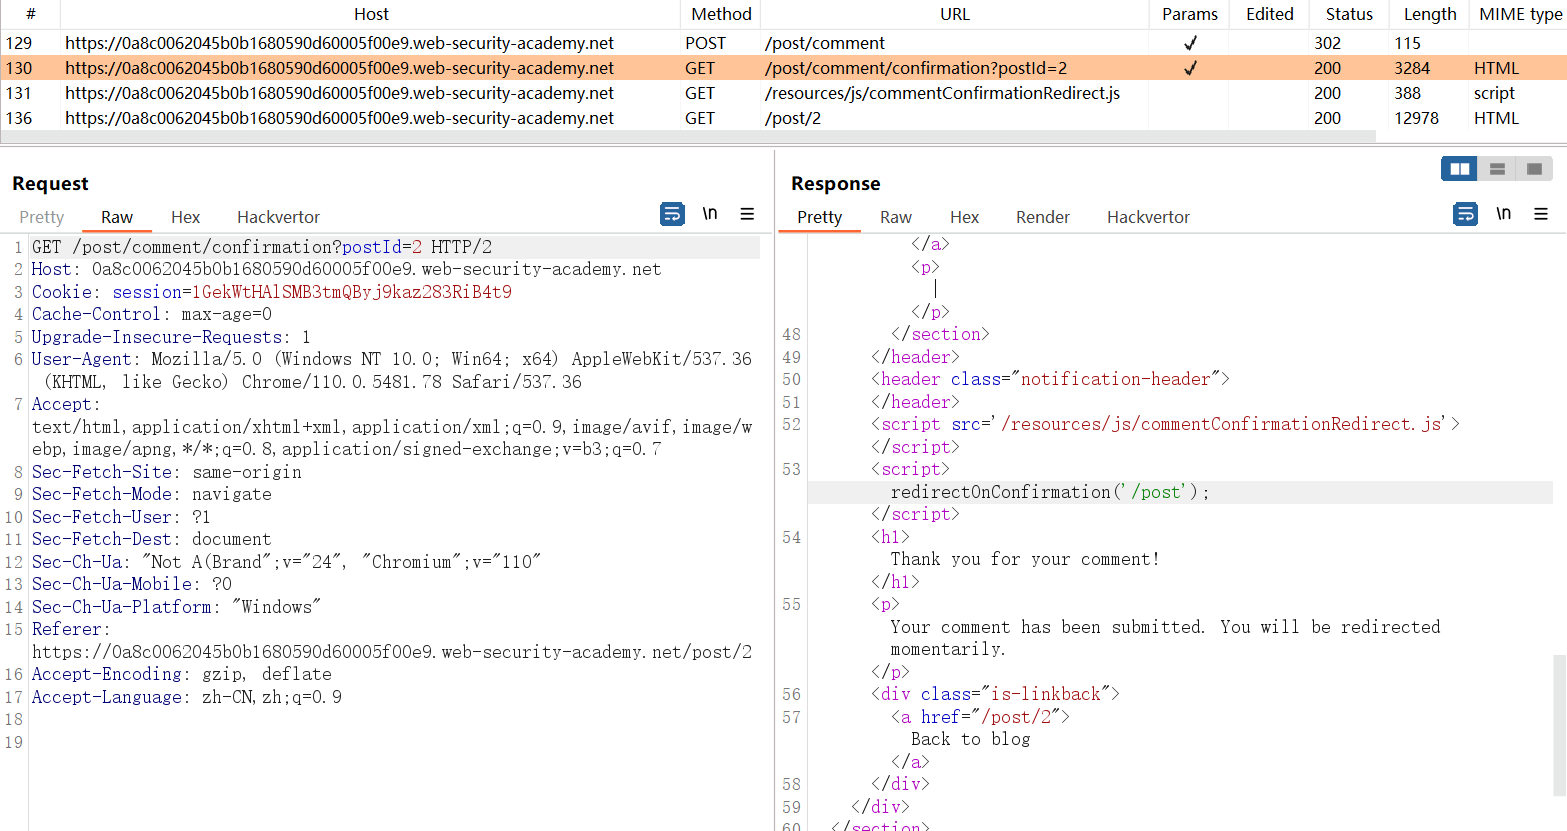 # Host Method URL Params Edited Status Length MIME type
129 https://0a8c0062045b0b1680590d60005f00e9.web-security-academy.net POST /post/comment ✓ 302 115
130 https://0a8c0062045b0b1680590d60005f00e9.web-security-academy.net GET /post/comment/confirmation?postId=2 ✓ 200 3284 HTML
131 https://0a8c0062045b0b1680590d60005f00e9.web-security-academy.net GET /resources/js/commentConfirmationRedirect.js 200 388 script
136 https://0a8c0062045b0b1680590d60005f00e9.web-security-academy.net GET /post/2 200 12978 HTML
Request
Pretty Raw Hex Hackvertor \n
1 GET /post/comment/confirmation?postId=2 HTTP/2
2 Host: 0a8c0062045b0b1680590d60005f00e9.web-security-academy.net
3 Cookie: session=1GekWtHAlSMB3tmQByj9kaz283RiB4t9
4 Cache-Control: max-age=0
5 Upgrade-Insecure-Requests: 1
6 User-Agent: Mozilla/5.0 (Windows NT 10.0; Win64; x64) AppleWebKit/537.36
(KHTML, like Gecko) Chrome/110.0.5481.78 Safari/537.36
7 Accept:
text/html,application/xhtml+xml,application/xml;q=0.9,image/avif,image/w
ebp,image/apng,*/*;q=0.8,application/signed-exchange;v=b3;q=0.7
8 Sec-Fetch-Site: same-origin
9 Sec-Fetch-Mode: navigate
10 Sec-Fetch-User: ?1
11 Sec-Fetch-Dest: document
12 Sec-Ch-Ua: "Not A(Brand";v="24", "Chromium";v="110"
13 Sec-Ch-Ua-Mobile: ?0
14 Sec-Ch-Ua-Platform: "Windows"
15 Referer:
https://0a8c0062045b0b1680590d60005f00e9.web-security-academy.net/post/2
16 Accept-Encoding: gzip, deflate
17 Accept-Language: zh-CN,zh;q=0.9
18
19
Response
Pretty Raw Hex Render Hackvertor \n
</a>
<p>
|
</p>
48 </section>
49 </header>
50 <header class="notification-header">
51 </header>
52 <script src='/resources/js/commentConfirmationRedirect.js'>
</script>
53 <script>
redirectOnConfirmation('/post');
</script>
54 <h1>
Thank you for your comment!
</h1>
55 <p>
Your comment has been submitted. You will be redirected
momentarily.
</p>
56 <div class="is-linkback">
57 <a href="/post/2">
Back to blog
</a>
58 </div>
59 </div>
60 </section>